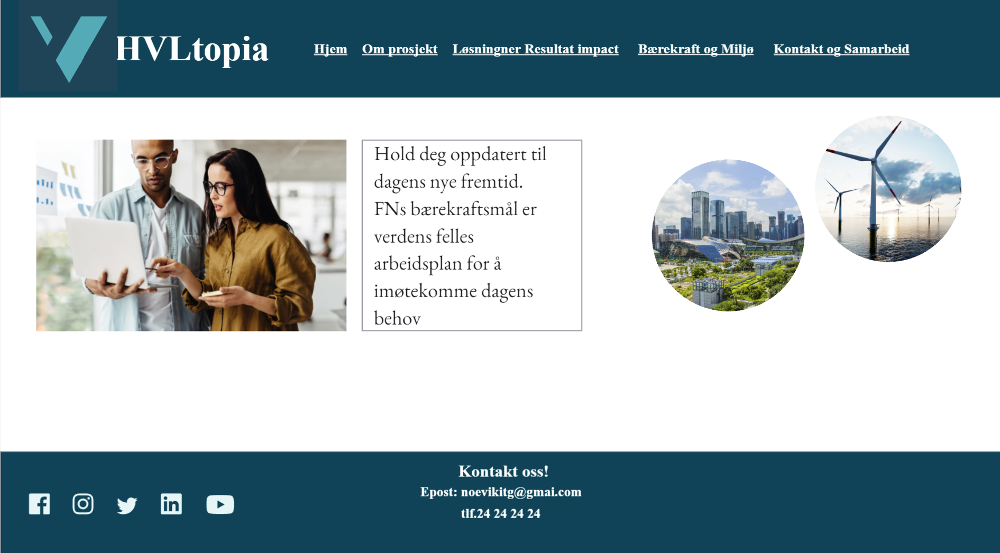 HVLtopia
Hjem Om prosjekt Løsningner Resultat impact Bærekraft og Miljø Kontakt og Samarbeid
Hold deg oppdatert til
dagens nye fremtid.
FNs bærekraftsmål er
verdens felles
arbeidsplan for å
imøtekomme dagens
behov
Kontakt oss!
Epost: noevikitg@gmai.com
tlf.24 24 24 24